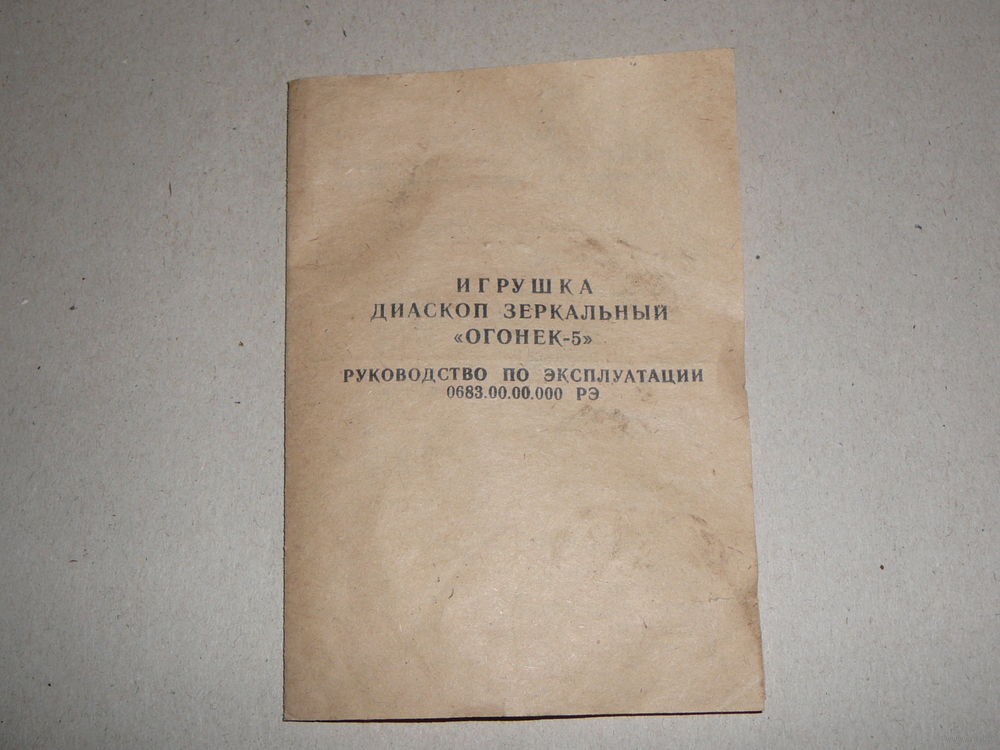 ИГРУШКА
ДИАСКОП ЗЕРКАЛЬНЫЙ
«ОГОНЕК-5»
РУКОВОДСТВО ПО ЭКСПЛУАТАЦИИ
0683.00.00.000 РЭ